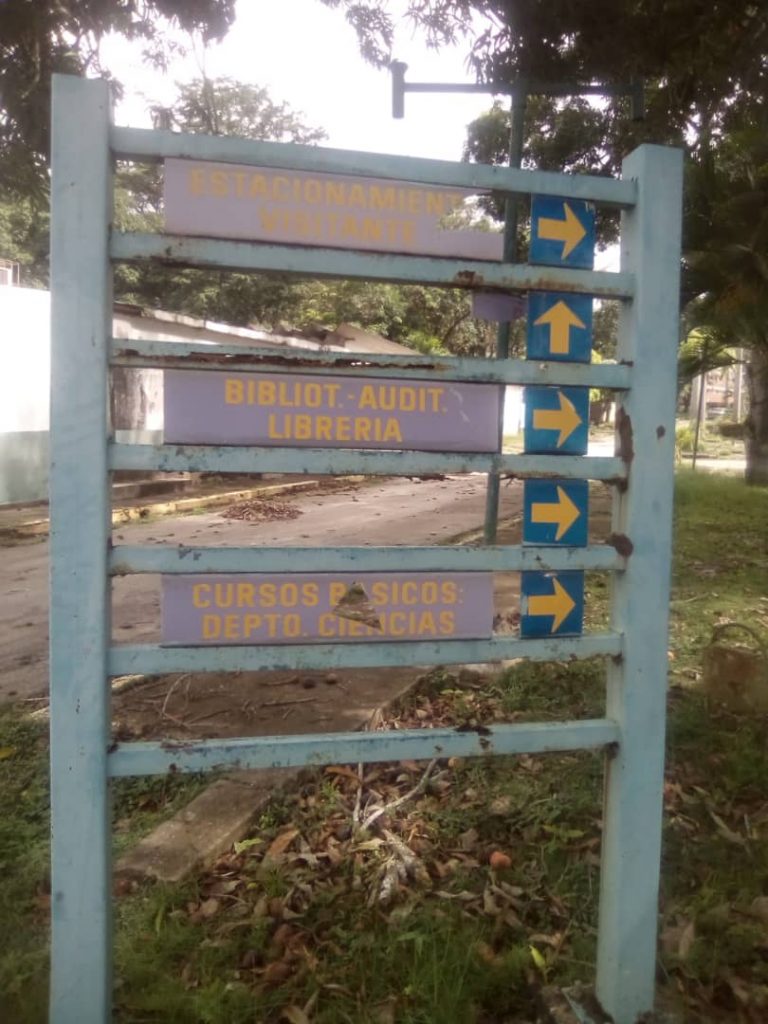 ESTACIONAMIENT
VISITANTE
BIBLIOT.-AUDIT.
LIBRERIA
CURSOS BASICOS:
DEPTO. CIENCIAS